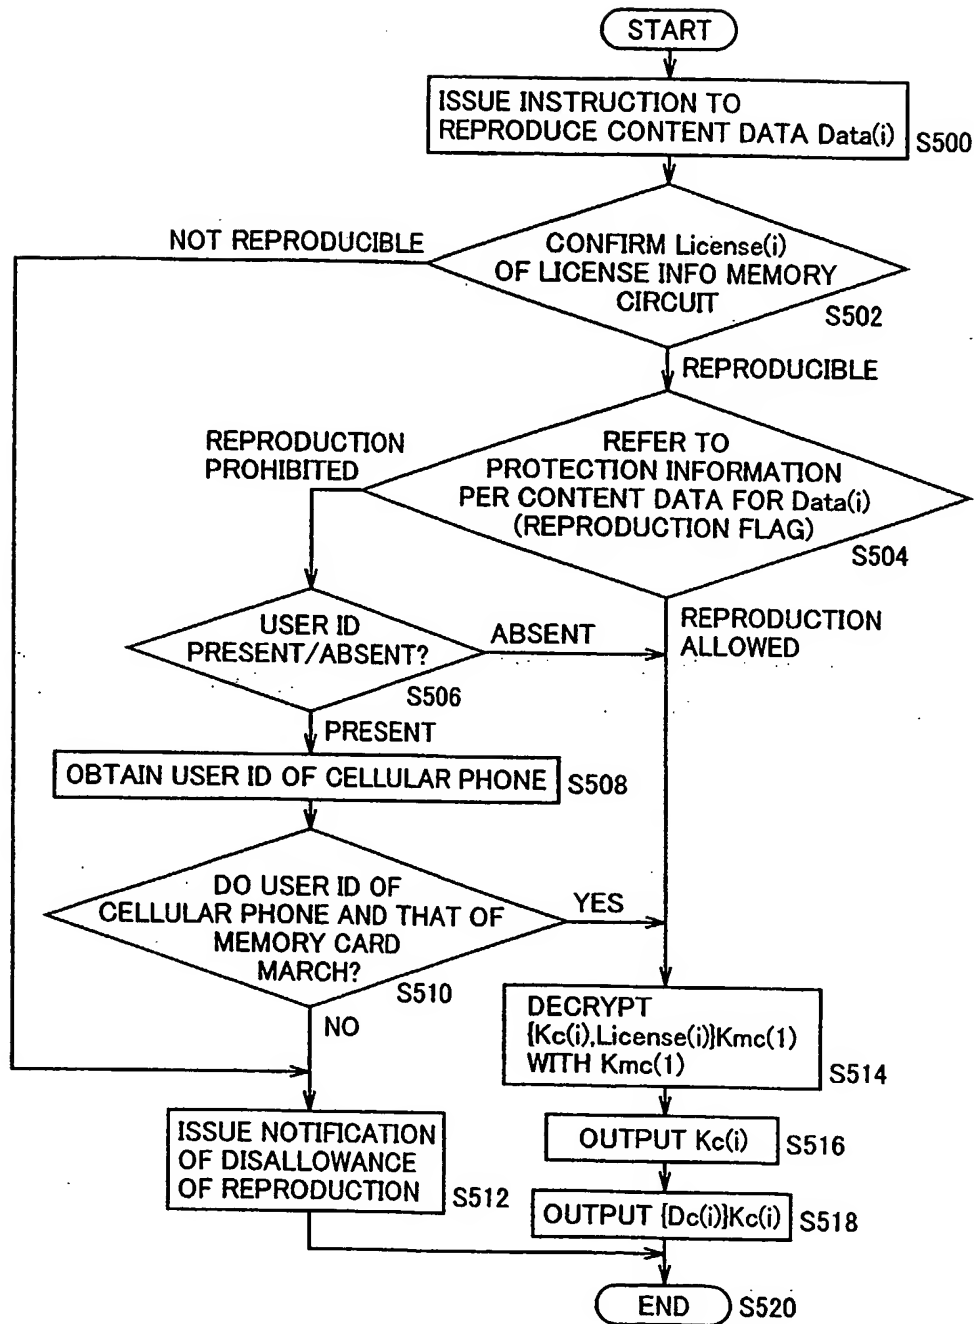 START
ISSUE INSTRUCTION TO
REPRODUCE CONTENT DATA Data(i)
S500
NOT REPRODUCIBLE
CONFIRM License(i)
OF LICENSE INFO MEMORY
CIRCUIT
S502
REPRODUCIBLE
REPRODUCTION
PROHIBITED
REFER TO
PROTECTION INFORMATION
PER CONTENT DATA FOR Data(i)
(REPRODUCTION FLAG)
S504
USER ID
PRESENT/ABSENT?
S506
ABSENT
REPRODUCTION
ALLOWED
PRESENT
OBTAIN USER ID OF CELLULAR PHONE
S508
DO USER ID OF
CELLULAR PHONE AND THAT OF
MEMORY CARD
MARCH?
S510
YES
NO
DECRYPT
{Kc(i),License(i)}Kmc(1)
WITH Kmc(1)
S514
ISSUE NOTIFICATION
OF DISALLOWANCE
OF REPRODUCTION
S512
OUTPUT Kc(i)
S516
OUTPUT {Dc(i)}Kc(i)
S518
END
S520